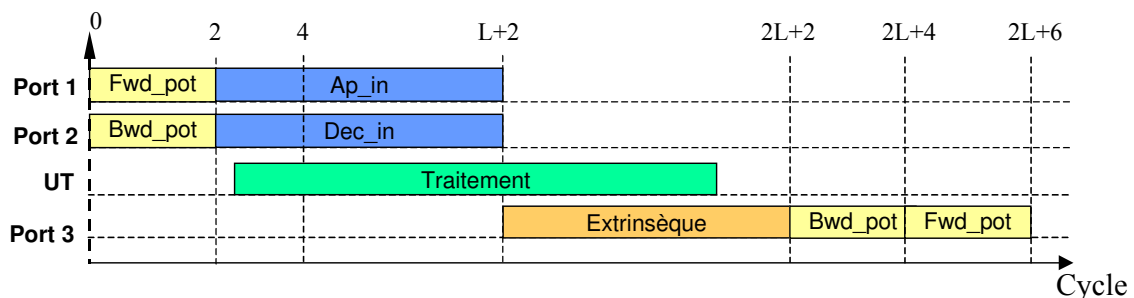 0 2 4 L+2 2L+2 2L+4 2L+6
Port 1 Fwd_pot Ap_in
Port 2 Bwd_pot Dec_in
UT Traitement
Port 3 Extrinsèque Bwd_pot Fwd_pot
Cycle